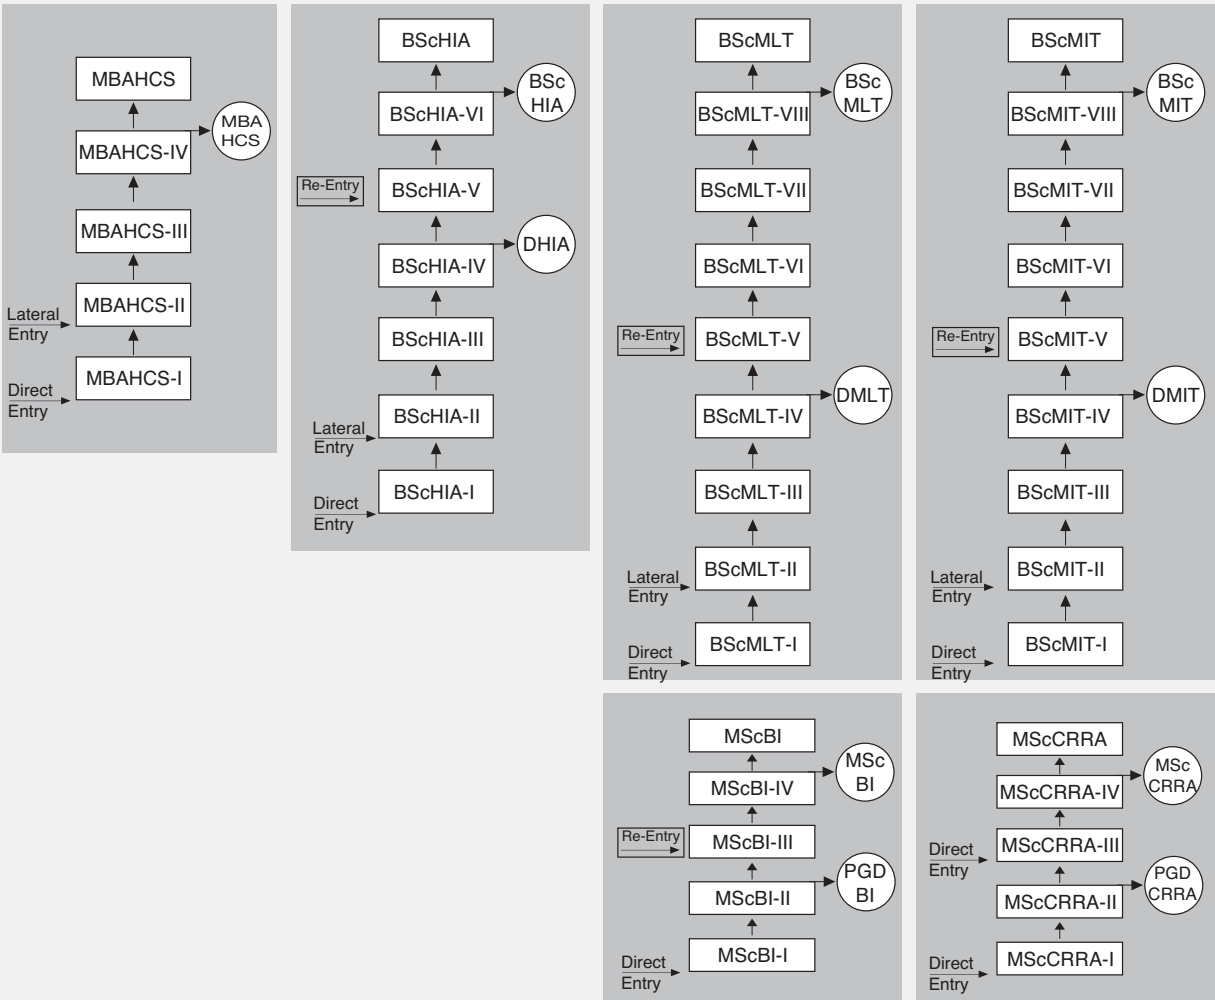 MBAHCS
MBA
HCS
MBAHCS-IV
MBAHCS-III
MBAHCS-II
Lateral
Entry
MBAHCS-I
Direct
Entry
BScHIA
BSc
HIA
BScHIA-VI
Re-Entry
BScHIA-V
DHIA
BScHIA-IV
BScHIA-III
BScHIA-II
Lateral
Entry
BScHIA-I
Direct
Entry
BScMLT
BSc
MLT
BScMLT-VIII
BScMLT-VII
BScMLT-VI
Re-Entry
BScMLT-V
DMLT
BScMLT-IV
BScMLT-III
BScMLT-II
Lateral
Entry
BScMLT-I
Direct
Entry
BScMIT
BSc
MIT
BScMIT-VIII
BScMIT-VII
BScMIT-VI
Re-Entry
BScMIT-V
DMIT
BScMIT-IV
BScMIT-III
BScMIT-II
Lateral
Entry
BScMIT-I
Direct
Entry
MScBI
MSc
BI
MScBI-IV
Re-Entry
MScBI-III
PGD
BI
MScBI-II
MScBI-I
Direct
Entry
MScCRRA
MSc
CRRA
MScCRRA-IV
MScCRRA-III
Direct
Entry
PGD
CRRA
MScCRRA-II
MScCRRA-I
Direct
Entry